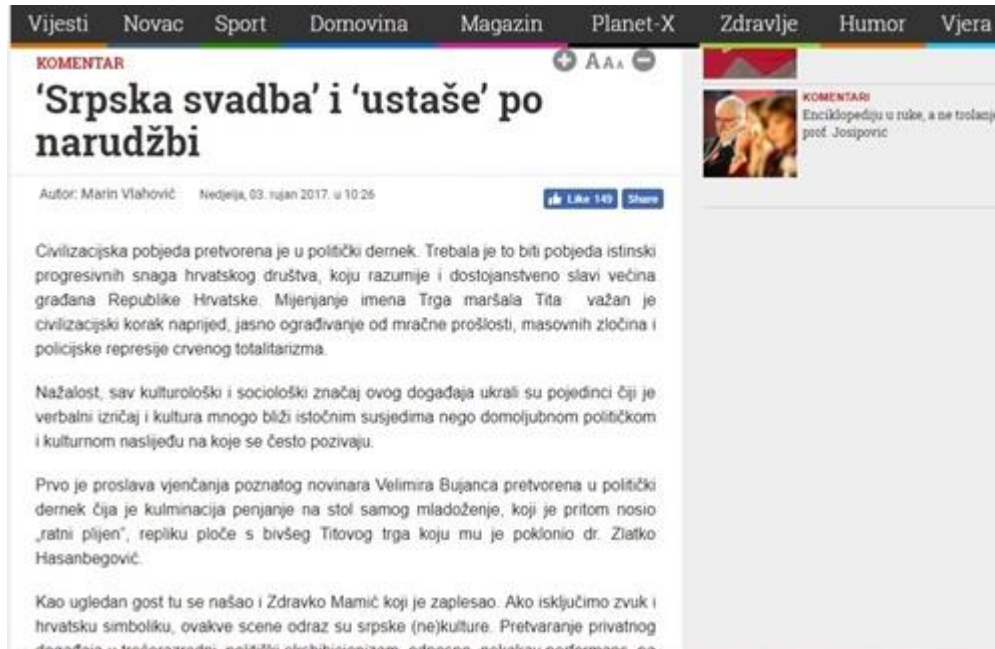 Vijesti Novac Sport Domovina Magazin Planet-X Zdravlje Humor Vjera
KOMENTAR
A A A
‘Srpska svadba’ i ‘ustaše’ po
narudžbi
Autor: Marin Vlahović Nedjelja, 03. rujan 2017. u 10:26
Like 149 Share
Civilizacijska pobjeda pretvorena je u politički dernek. Trebala je to biti pobjeda istinski
progresivnih snaga hrvatskog društva, koju razumije i dostojanstveno slavi većina
građana Republike Hrvatske. Mijenjanje imena Trga maršala Tita važan je
civilizacijski korak naprijed, jasno ograđivanje od mračne prošlosti, masovnih zločina i
policijske represije crvenog totalitarizma.
Nažalost, sav kulturološki i sociološki značaj ovog događaja ukrali su pojedinci čiji je
verbalni izričaj i kultura mnogo bliži istočnim susjedima nego domoljubnom političkom
i kulturnom naslijeđu na koje se često pozivaju.
Prvo je proslava vjenčanja poznatog novinara Velimira Bujanca pretvorena u politički
dernek čija je kulminacija penjanje na stol samog mladoženje, koji je pritom nosio
„ratni plijen“, repliku ploče s bivšeg Titovog trga koju mu je poklonio dr. Zlatko
Hasanbegović.
Kao ugledan gost tu se našao i Zdravko Mamić koji je zaplesao. Ako isključimo zvuk i
hrvatsku simboliku, ovakve scene odraz su srpske (ne)kulture. Pretvaranje privatnog
KOMENTARI
Enciklopediju u ruke, a ne trolanje
prof. Josipović